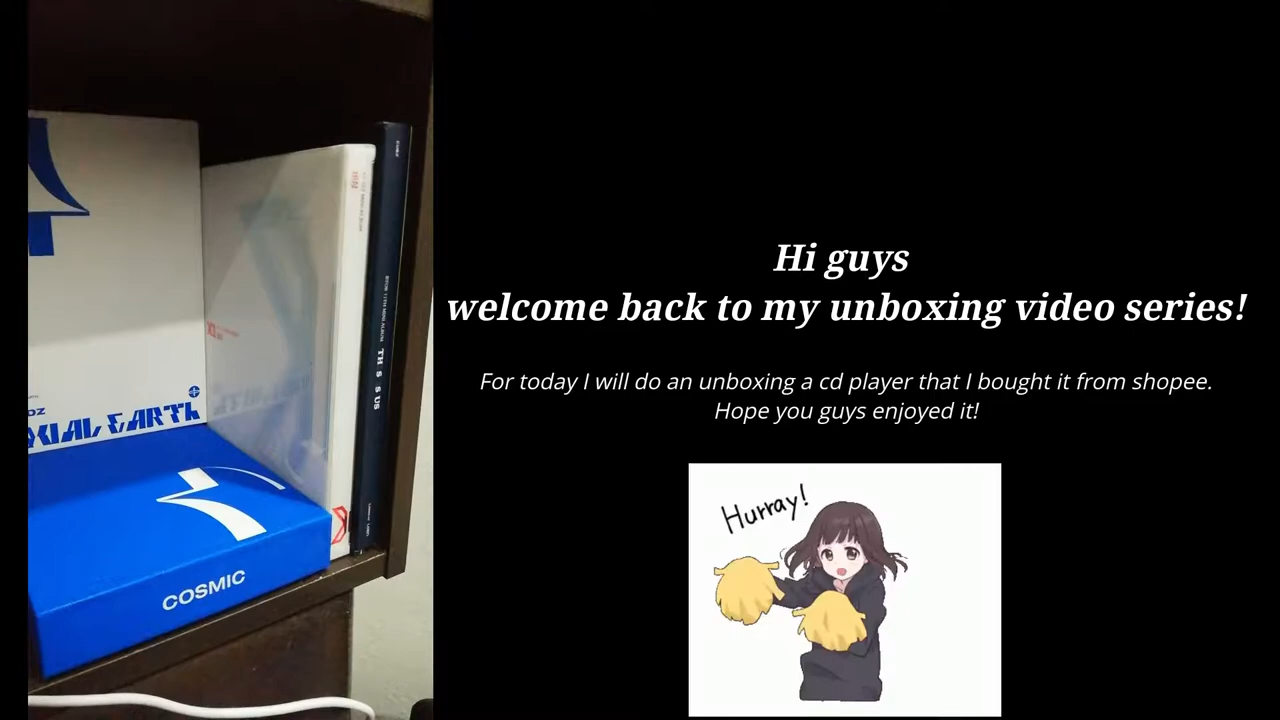 Hi guys
welcome back to my unboxing video series!
For today I will do an unboxing a cd player that I bought it from shopee.
Hope you guys enjoyed it!
Hurray!
COSMIC